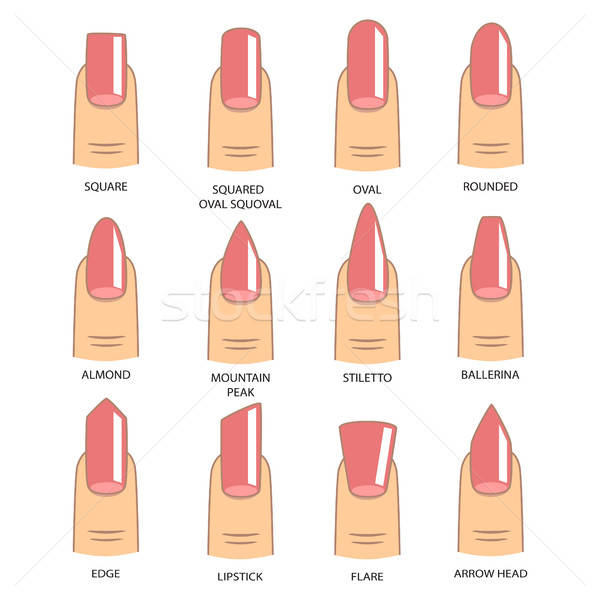 SQUARE
SQUARED
OVAL SQUOVAL
OVAL
ROUNDED
stockfresh
ALMOND
MOUNTAIN
PEAK
STILETTO
BALLERINA
EDGE
LIPSTICK
FLARE
ARROW HEAD